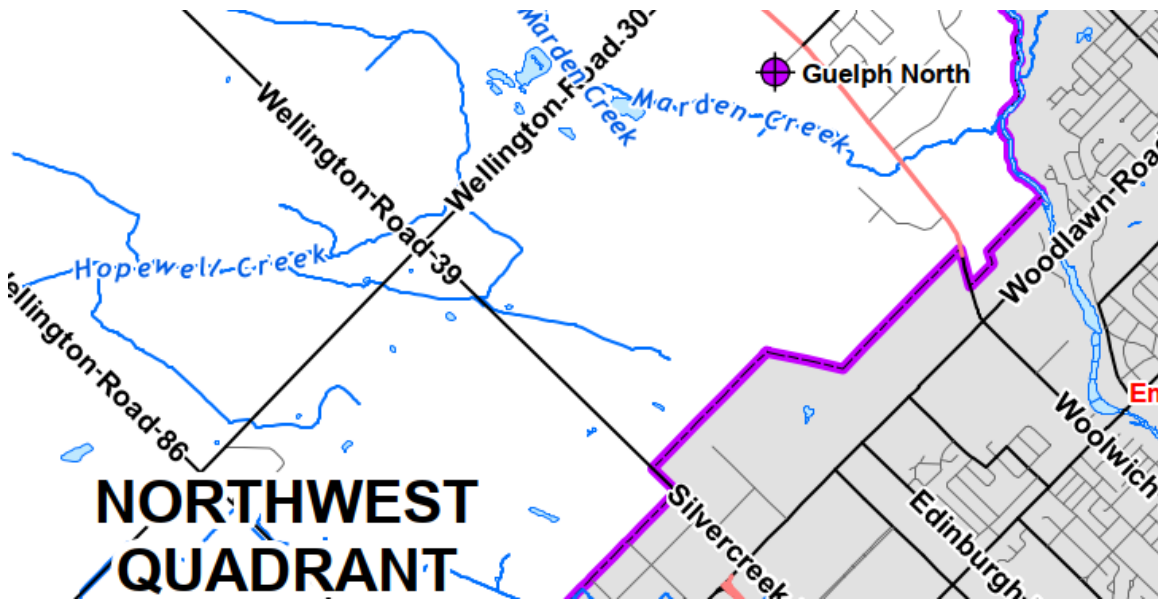 Wellington-Road-30
Marden
Creek
Guelph North
Marden-Creek
Wellington-Road-39
Hopewell-Creek
Woodlawn-Road
Wellington-Road-86
Woolwich
NORTHWEST
QUADRANT
Silvercreek
Edinburgh